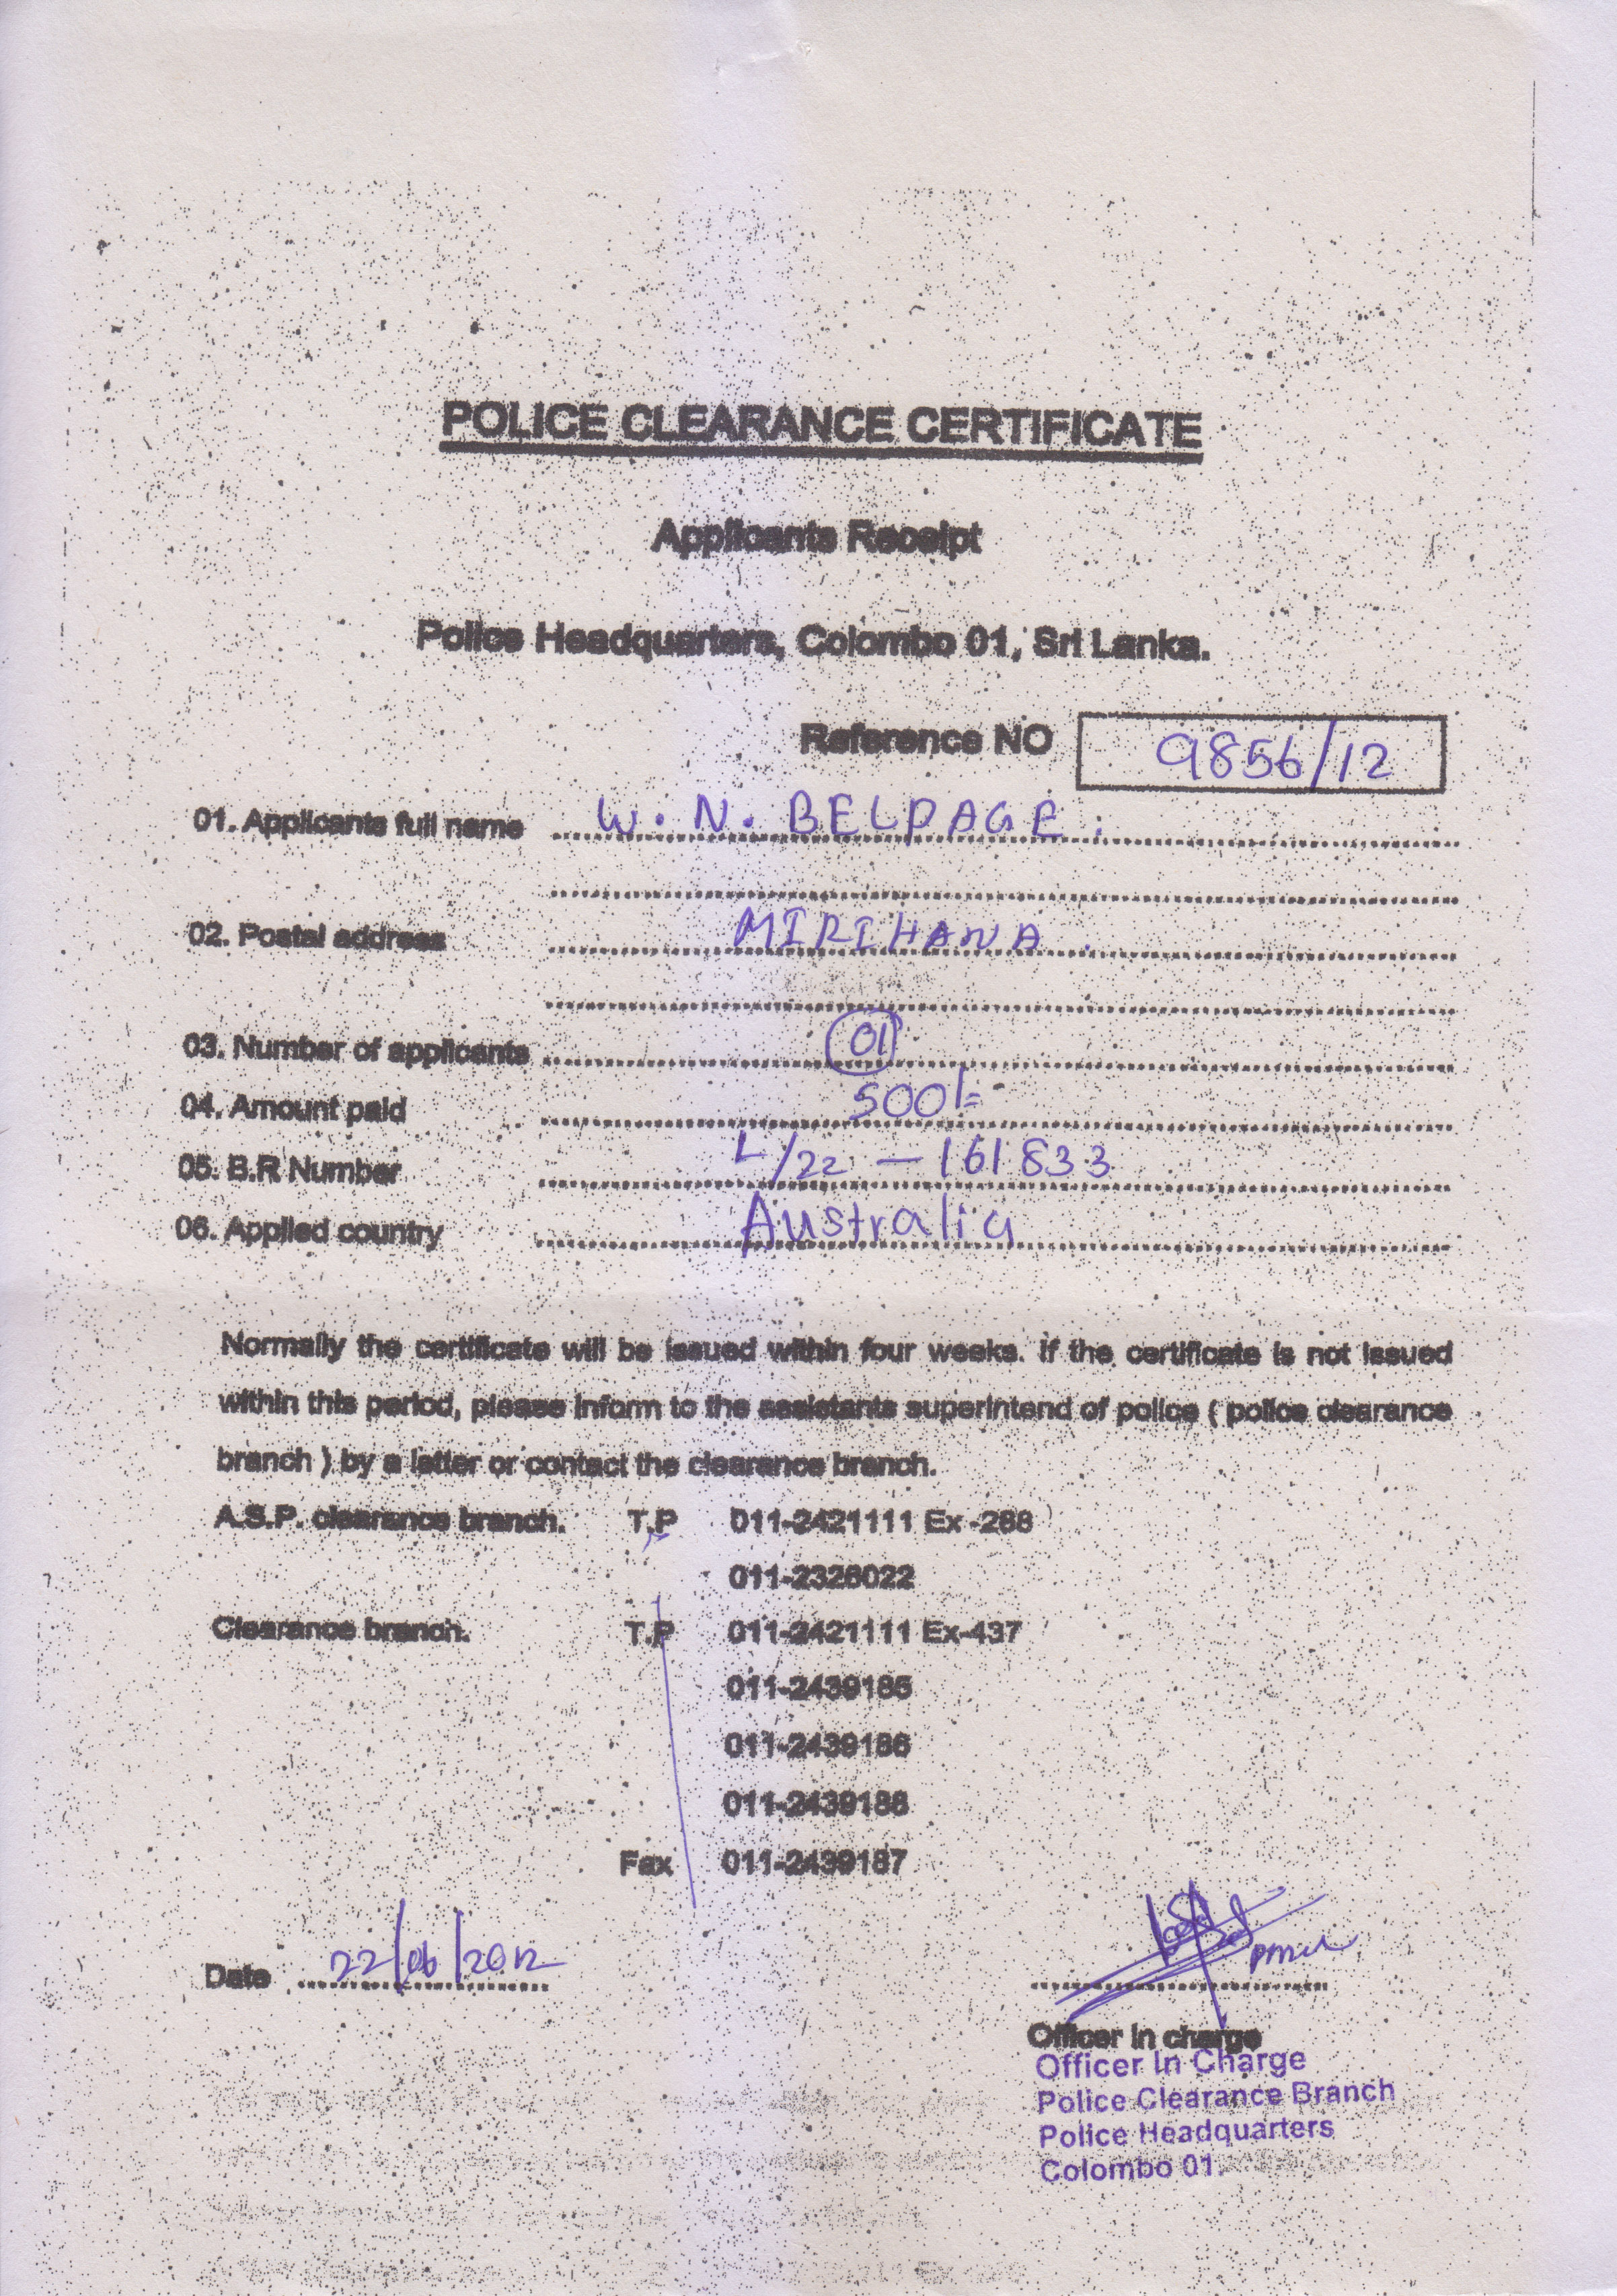 POLICE CLEARANCE CERTIFICATE
Applicants Receipt
Police Headquarters, Colombo 01, Sri Lanka.
Reference NO 9856/12
01. Applicants full name W. N. BELPAGE.
02. Postal address MIRIHANA.
03. Number of applicants 01
04. Amount paid 500/=
05. B.R Number L/22 – 161833
06. Applied country Australia
Normally the certificate will be issued within four weeks. if the certificate is not issued
within this period, please inform to the assistants superintend of police ( police clearance
branch ) by a letter or contact the clearance branch.
A.S.P. clearance branch. T.P 011-2421111 Ex -288
011-2326022
Clearance branch. T.P 011-2421111 Ex-437
011-2439185
011-2439186
011-2439188
Fax 011-2439187
Date 22/06/2012
Officer in charge
Officer In Charge
Police Clearance Branch
Police Headquarters
Colombo 01.